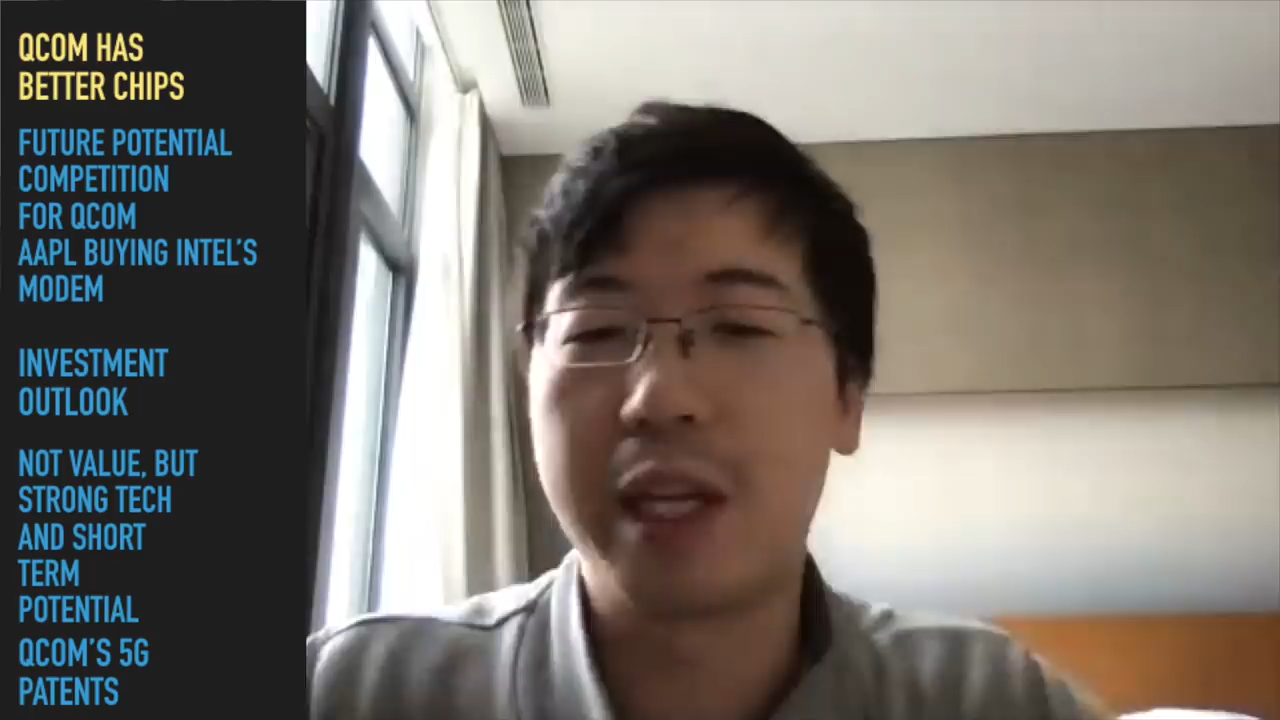 QCOM HAS
BETTER CHIPS
FUTURE POTENTIAL
COMPETITION
FOR QCOM
AAPL BUYING INTEL'S
MODEM
INVESTMENT
OUTLOOK
NOT VALUE, BUT
STRONG TECH
AND SHORT
TERM
POTENTIAL
QCOM'S 5G
PATENTS